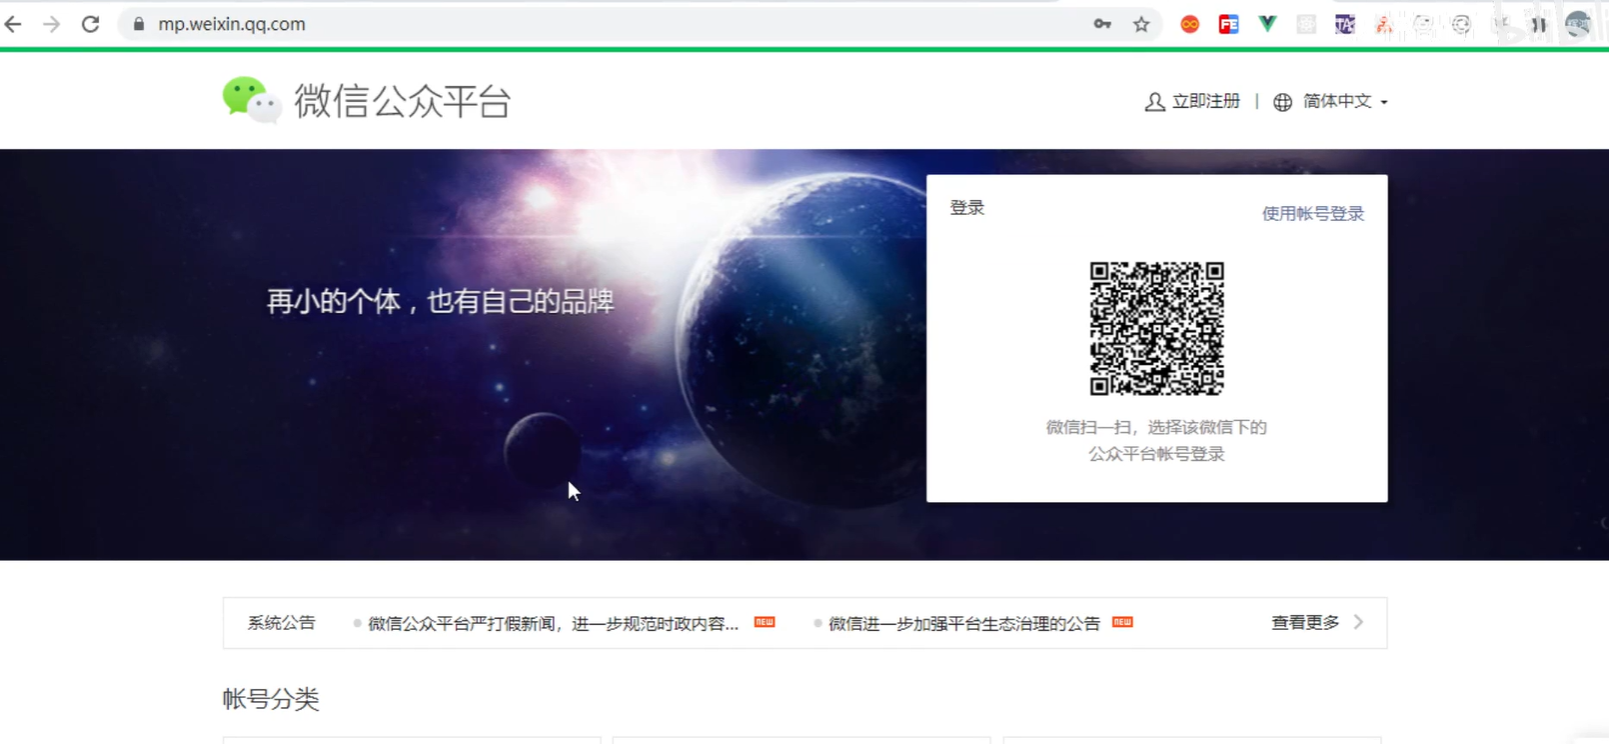 mp.weixin.qq.com
微信公众平台
立即注册 | 简体中文
登录
使用帐号登录
再小的个体，也有自己的品牌
微信扫一扫，选择该微信下的
公众平台帐号登录
系统公告
微信公众平台严打假新闻，进一步规范时政内容... NEW
微信进一步加强平台生态治理的公告 NEW
查看更多
帐号分类